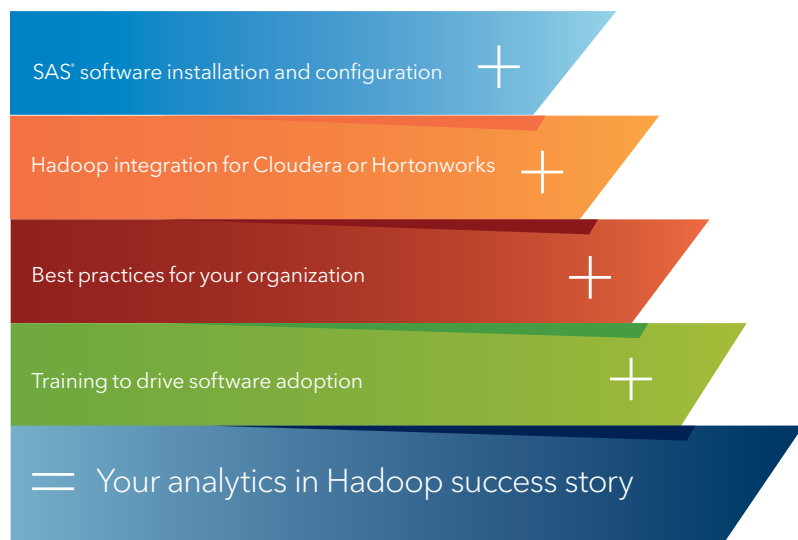 SAS® software installation and configuration +
Hadoop integration for Cloudera or Hortonworks +
Best practices for your organization +
Training to drive software adoption +
= Your analytics in Hadoop success story